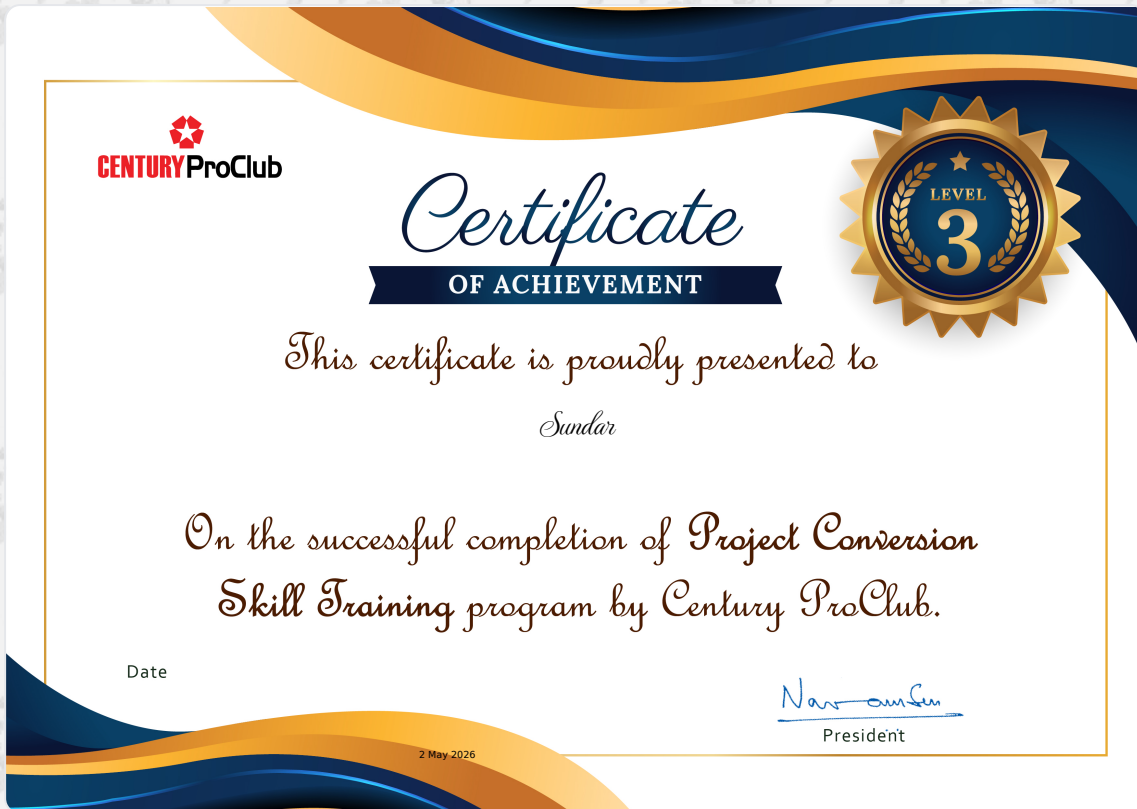 CENTURY ProClub
Certificate
OF ACHIEVEMENT
LEVEL
3
This certificate is proudly presented to
Sundar
On the successful completion of Project Conversion
Skill Training program by Century ProClub.
Date
President
2 May 2026